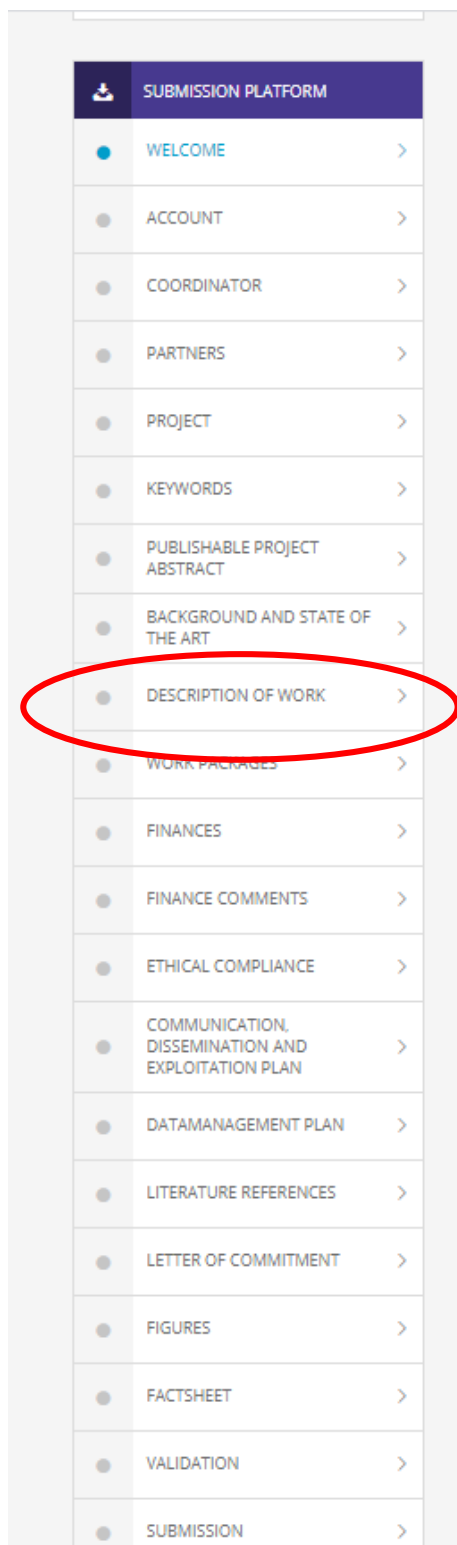 SUBMISSION PLATFORM
WELCOME
ACCOUNT
COORDINATOR
PARTNERS
PROJECT
KEYWORDS
PUBLISHABLE PROJECT
ABSTRACT
BACKGROUND AND STATE OF
THE ART
DESCRIPTION OF WORK
WORK PACKAGES
FINANCES
FINANCE COMMENTS
ETHICAL COMPLIANCE
COMMUNICATION,
DISSEMINATION AND
EXPLOITATION PLAN
DATAMANAGEMENT PLAN
LITERATURE REFERENCES
LETTER OF COMMITMENT
FIGURES
FACTSHEET
VALIDATION
SUBMISSION